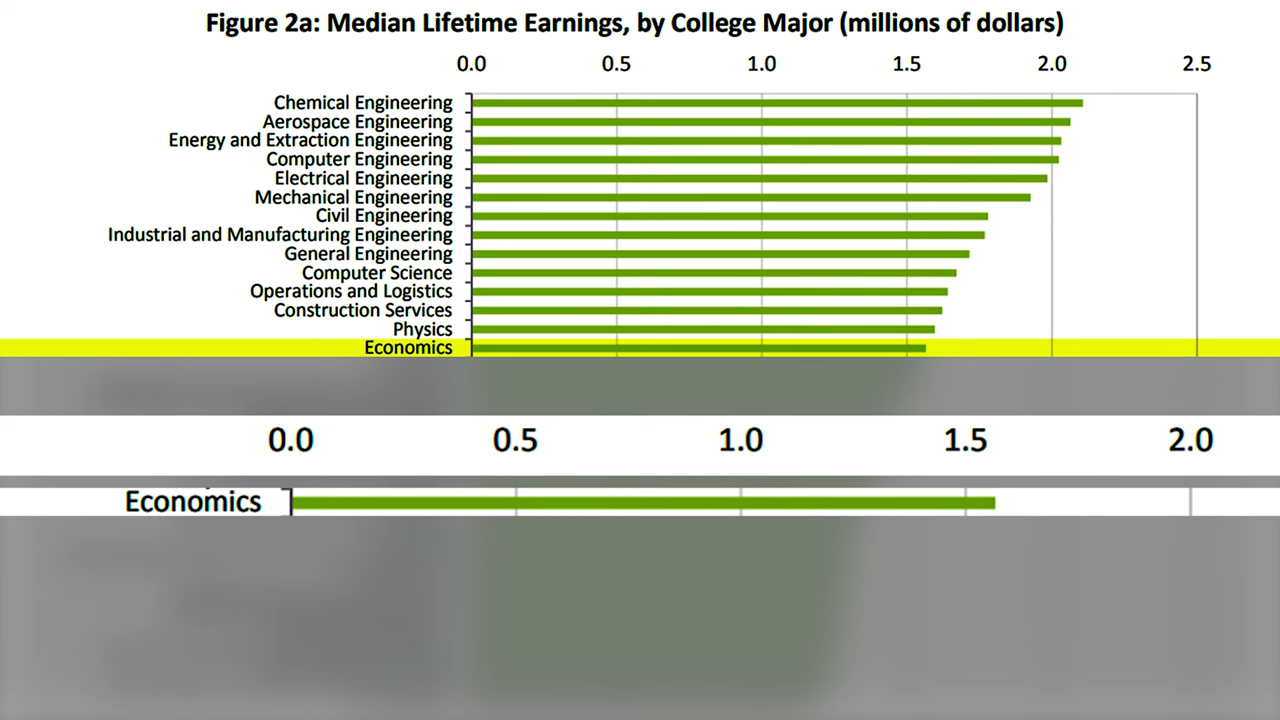 Figure 2a: Median Lifetime Earnings, by College Major (millions of dollars)
0.0 0.5 1.0 1.5 2.0 2.5
Chemical Engineering
Aerospace Engineering
Energy and Extraction Engineering
Computer Engineering
Electrical Engineering
Mechanical Engineering
Civil Engineering
Industrial and Manufacturing Engineering
General Engineering
Computer Science
Operations and Logistics
Construction Services
Physics
Economics
0.0 0.5 1.0 1.5 2.0
Economics